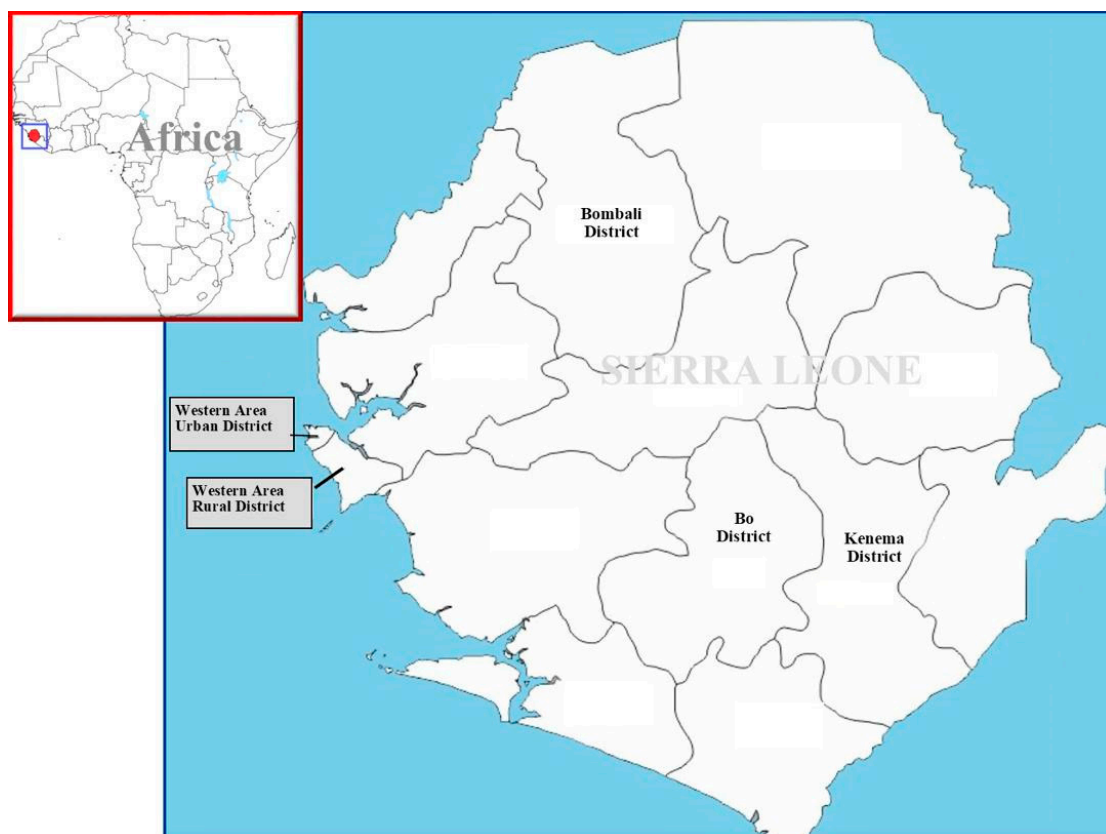 Africa
Bombali
District
SIERRA LEONE
Western Area
Urban District
Western Area
Rural District
Bo
District
Kenema
District